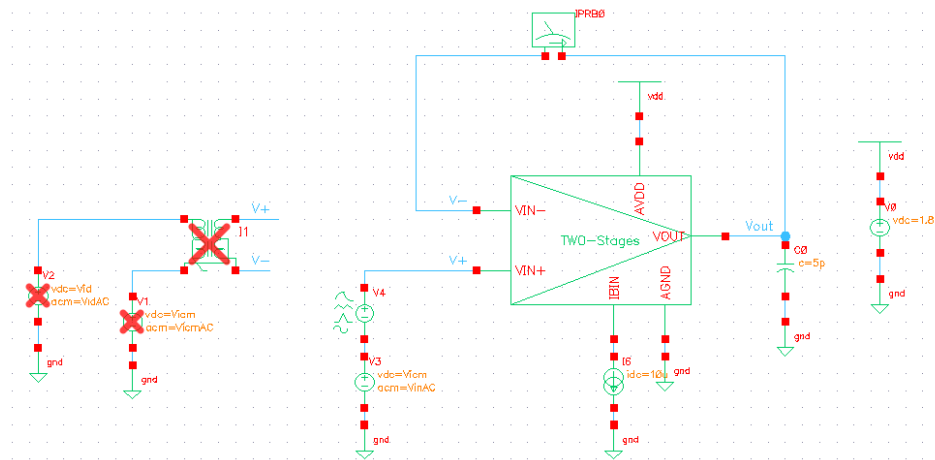 IPRB0
vdd
vdd
V0
vdc=1.8
V-
VIN-
AVDD
TWO-Stages
VOUT
Vout
C0
c=5p
V+
I1
V-
V+
VIN+
IBIN
AGND
V2
vdc=Vid
acm=VidAC
V1
vdc=Vicm
acm=VicmAC
V4
V3
vdc=Vicm
acm=VinAC
I6
idc=10u
gnd
gnd
gnd
gnd
gnd
gnd
gnd